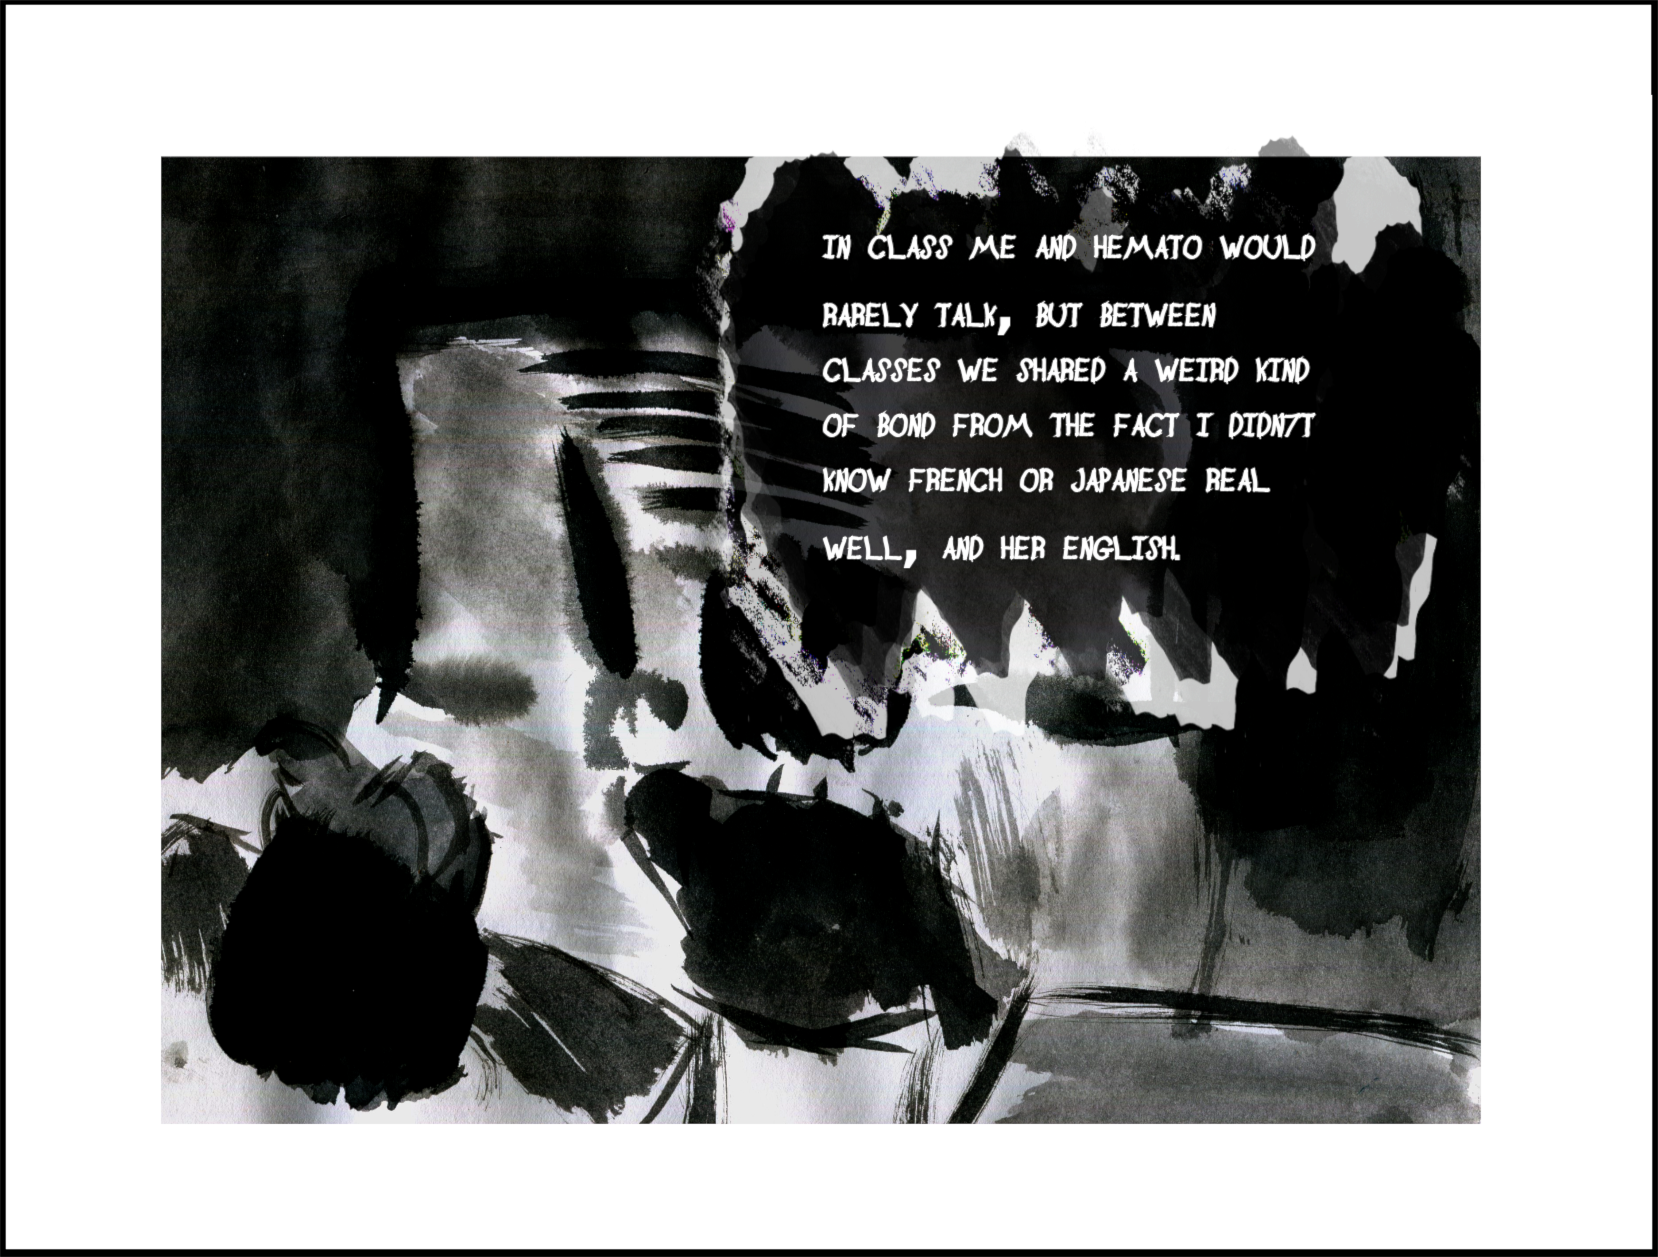 IN CLASS ME AND HEMATO WOULD
RARELY TALK, BUT BETWEEN
CLASSES WE SHARED A WEIRD KIND
OF BOND FROM THE FACT I DIDN7T
KNOW FRENCH OR JAPANESE REAL
WELL, AND HER ENGLISH.